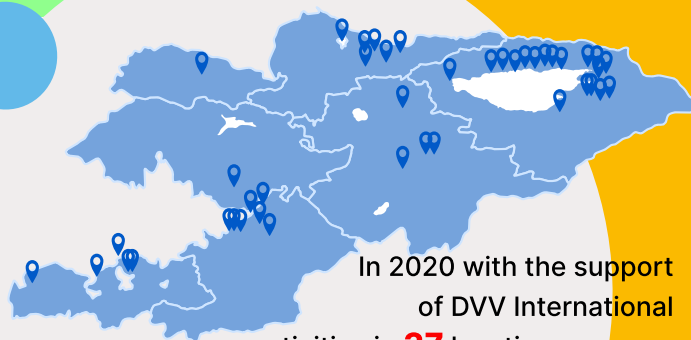 In 2020 with the support
of DVV International